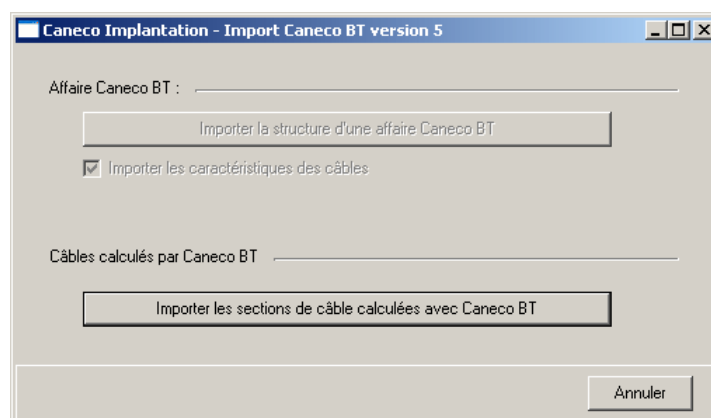 Caneco Implantation - Import Caneco BT version 5
Affaire Caneco BT :
Importer la structure d'une affaire Caneco BT
Importer les caractéristiques des câbles
Câbles calculés par Caneco BT
Importer les sections de câble calculées avec Caneco BT
Annuler